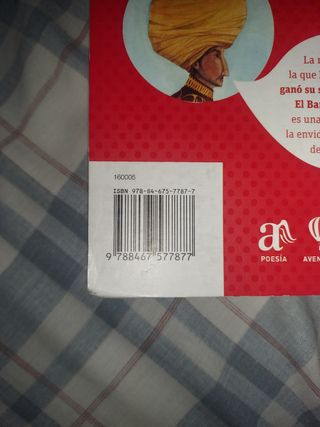 La
la que
ganó su
El Ba
es una
la envid
de
160005
ISBN 978-84-675-7787-7
9 788467 577877
an
POESÍA
AVEN